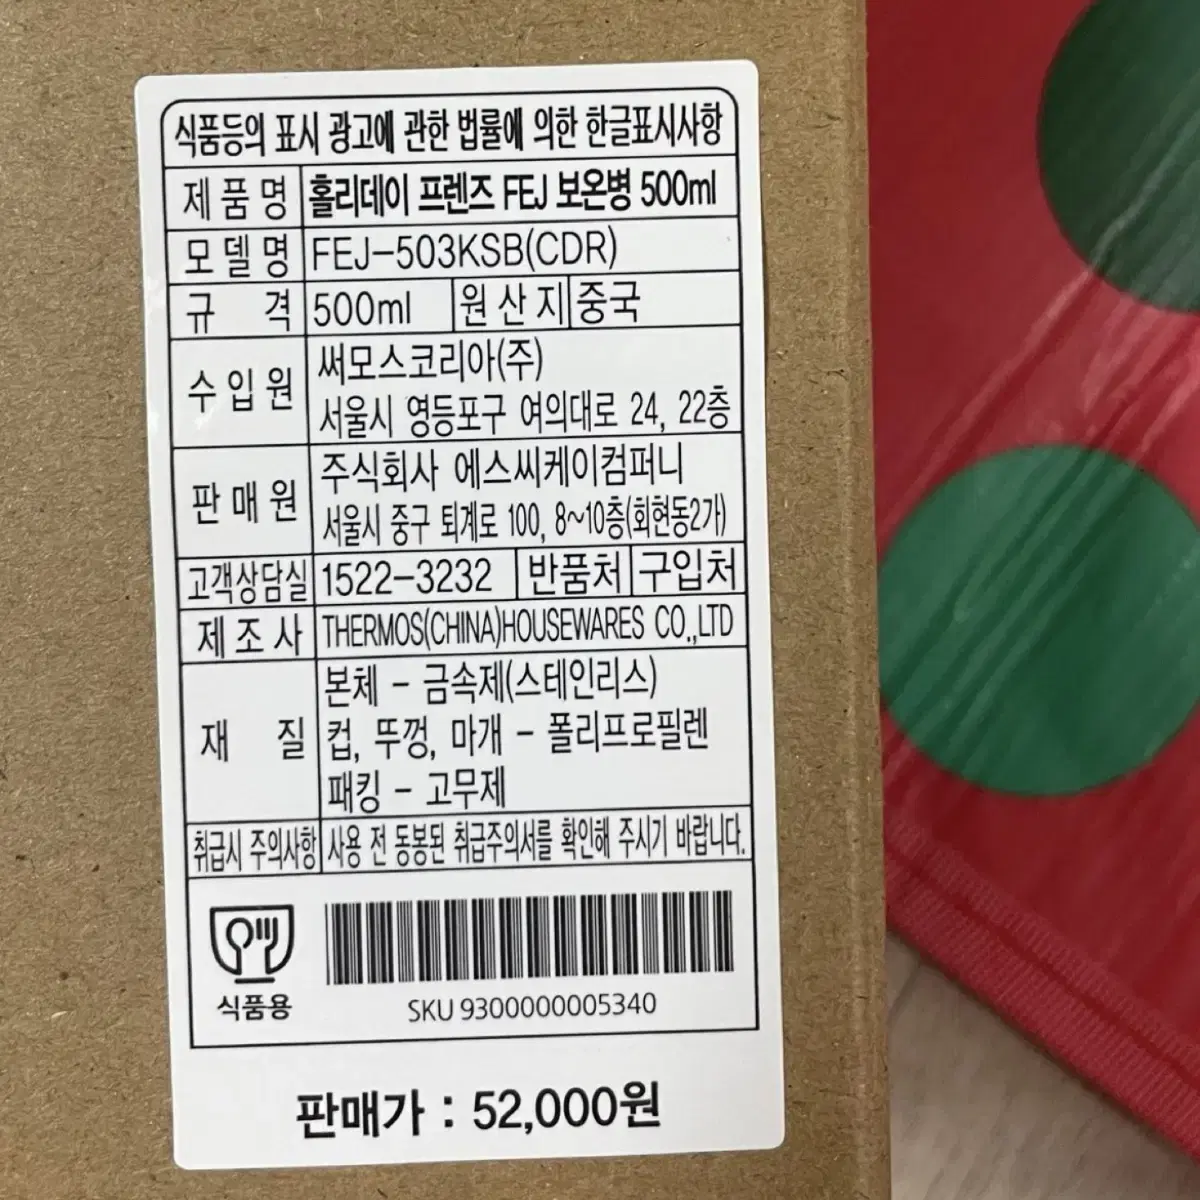 식품등의 표시 광고에 관한 법률에 의한 한글표시사항
제품명 홀리데이 프렌즈 FEJ 보온병 500ml
모델명 FEJ-503KSB(CDR)
규격 500ml 원산지 중국
수입원 써모스코리아(주)
서울시 영등포구 여의대로 24, 22층
판매원 주식회사 에스씨케이컴퍼니
서울시 중구 퇴계로 100, 8~10층(회현동2가)
고객상담실 1522-3232 반품처 구입처
제조사 THERMOS(CHINA)HOUSEWARES CO.,LTD
재질 본체 - 금속제(스테인리스)
컵, 뚜껑, 마개 - 폴리프로필렌
패킹 - 고무제
취급시 주의사항 사용 전 동봉된 취급주의서를 확인해 주시기 바랍니다.
식품용
SKU 9300000005340
판매가 : 52,000원